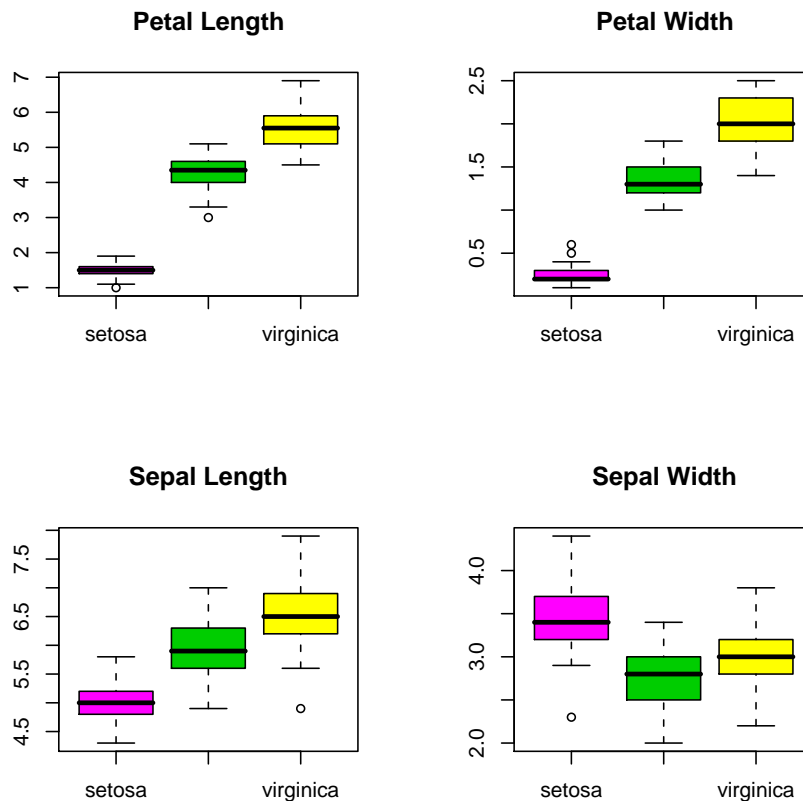 Petal Length
7
6
5
4
3
2
1
setosa virginica
Petal Width
2.5
1.5
0.5
setosa virginica
Sepal Length
7.5
6.5
5.5
4.5
setosa virginica
Sepal Width
4.0
3.0
2.0
setosa virginica